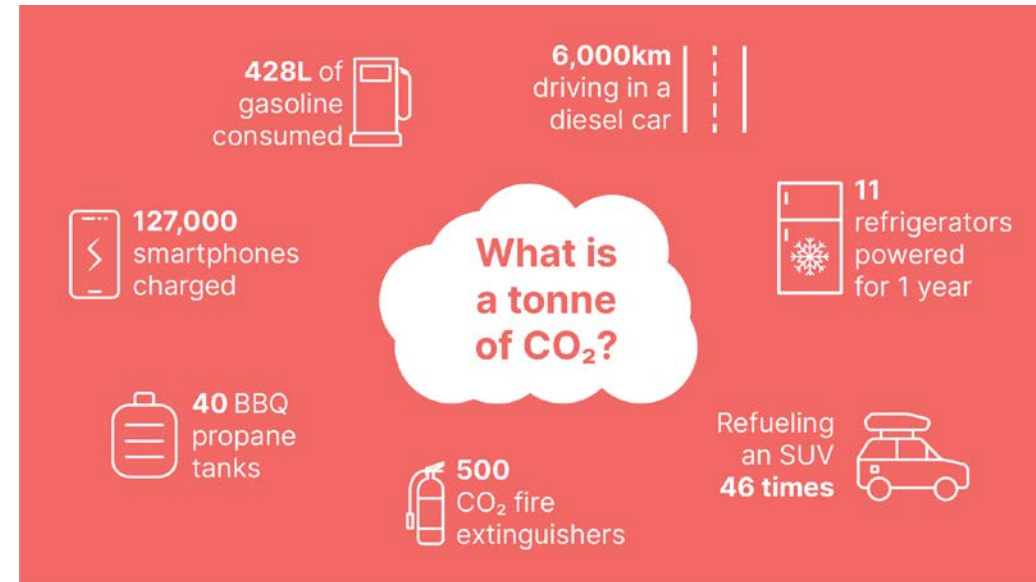 428L of
gasoline
consumed
6,000km
driving in a
diesel car
127,000
smartphones
charged
What is
a tonne
of CO₂?
11
refrigerators
powered
for 1 year
40 BBQ
propane
tanks
500
CO₂ fire
extinguishers
Refueling
an SUV
46 times